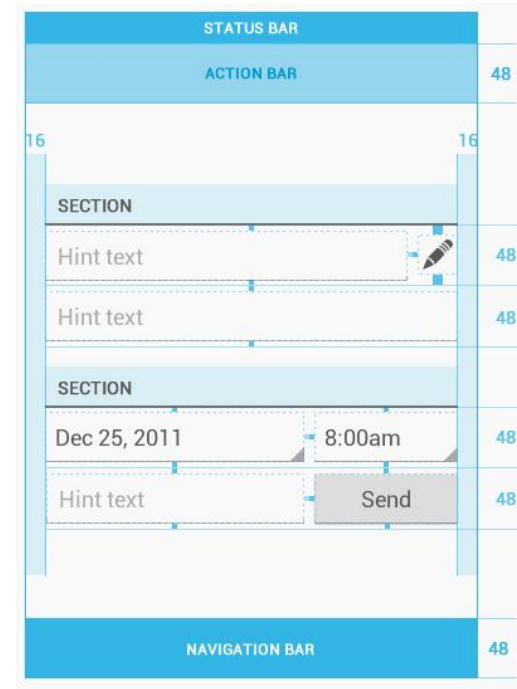 STATUS BAR
ACTION BAR 48
16 16
SECTION
Hint text 48
Hint text 48
SECTION
Dec 25, 2011 8:00am 48
Hint text Send 48
NAVIGATION BAR 48